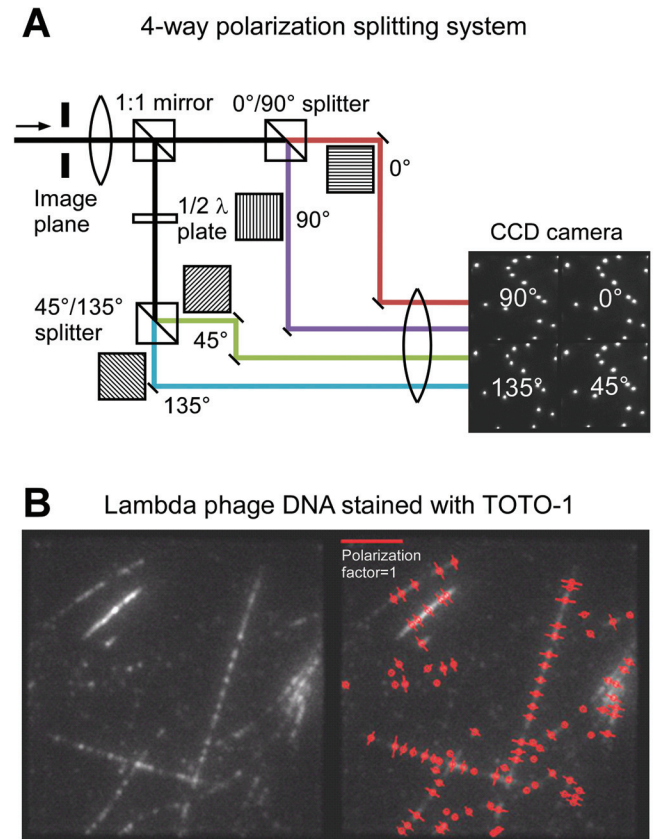 A
4-way polarization splitting system
1:1 mirror
0°/90° splitter
0°
Image
plane
1/2 λ
plate
90°
CCD camera
45°/135°
splitter
45°
135°
90°
0°
135°
45°
B
Lambda phage DNA stained with TOTO-1
Polarization
factor=1